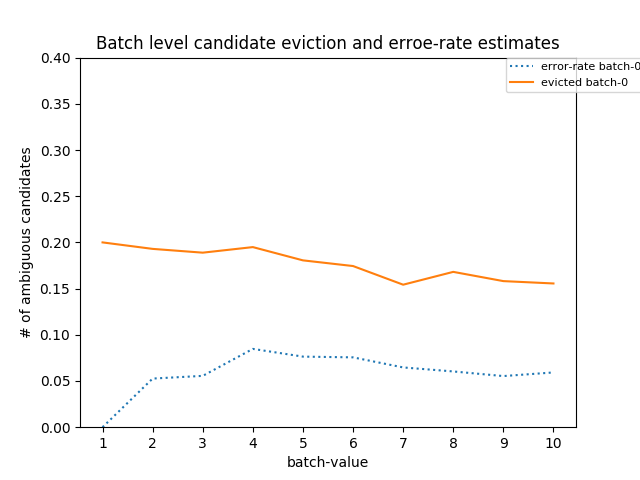 Batch level candidate eviction and erroe-rate estimates
error-rate batch-0
evicted batch-0
# of ambiguous candidates
0.40
0.35
0.30
0.25
0.20
0.15
0.10
0.05
0.00
1 2 3 4 5 6 7 8 9 10
batch-value